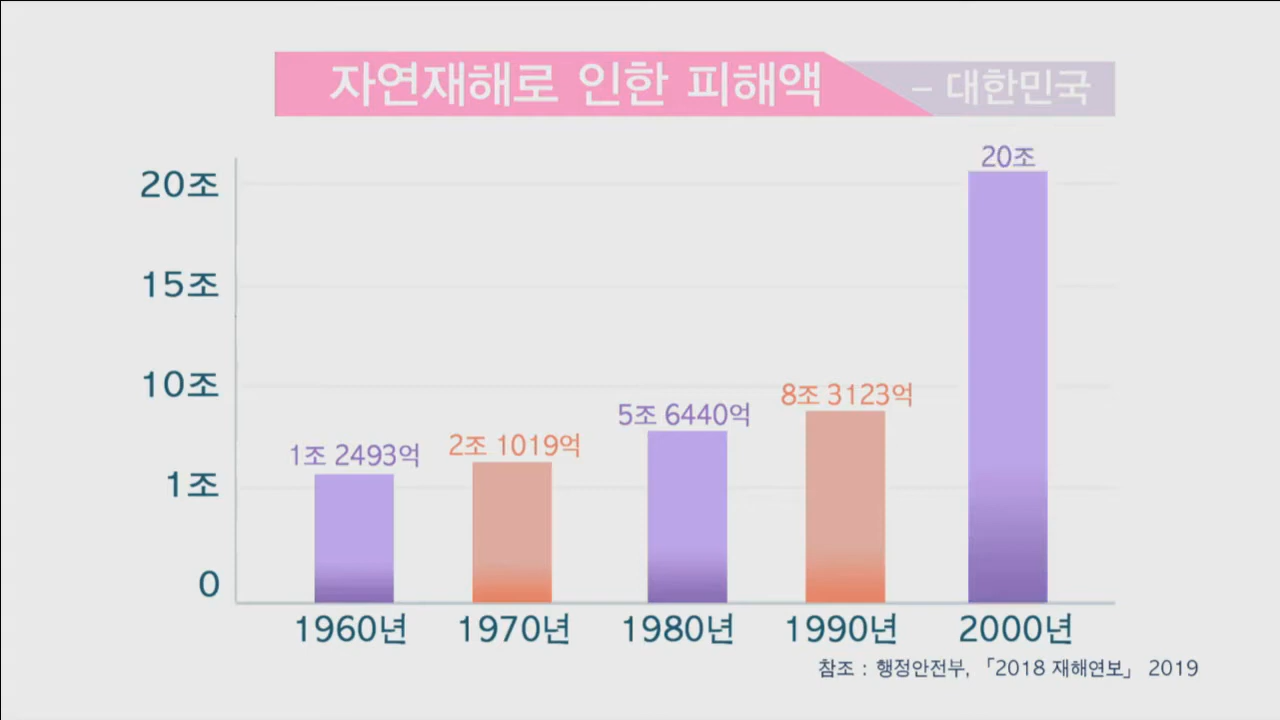 자연재해로 인한 피해액 – 대한민국
20조
20조
15조
10조
8조 3123억
5조 6440억
2조 1019억
1조 2493억
1조
0
1960년 1970년 1980년 1990년 2000년
참조 : 행정안전부, 「2018 재해연보」 2019